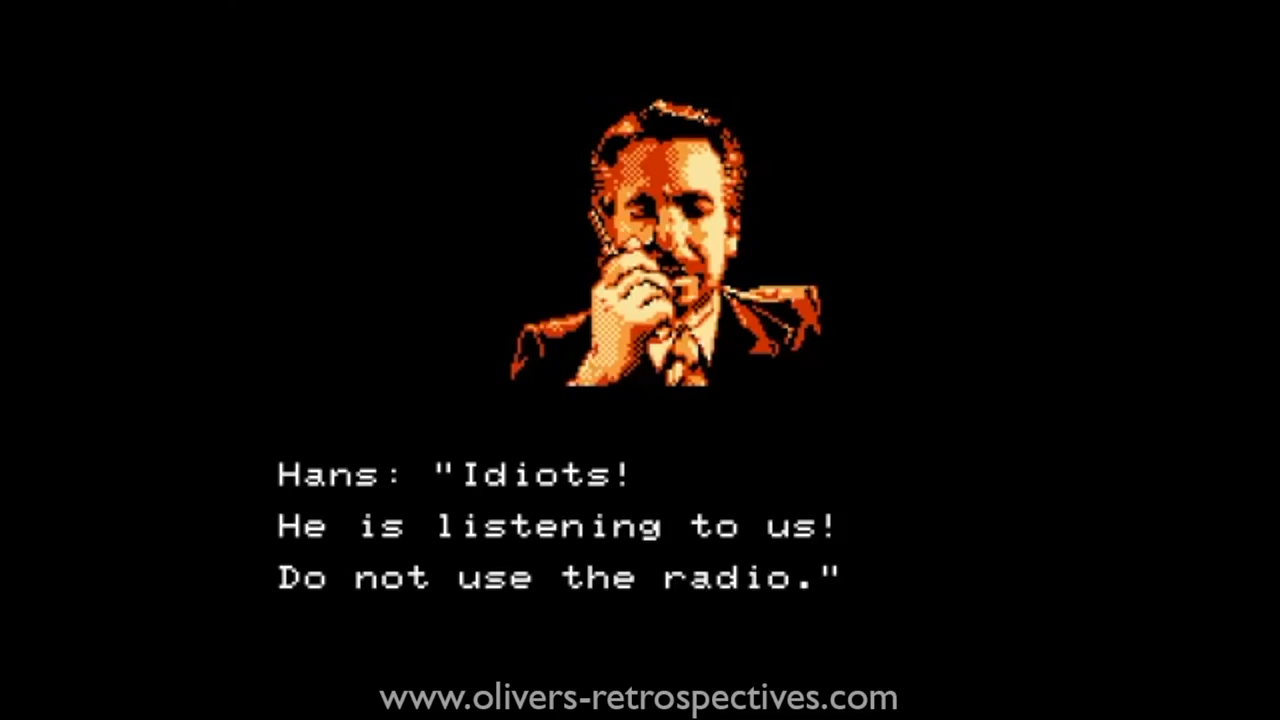 Hans: "Idiots!
He is listening to us!
Do not use the radio."
www.olivers-retrospectives.com